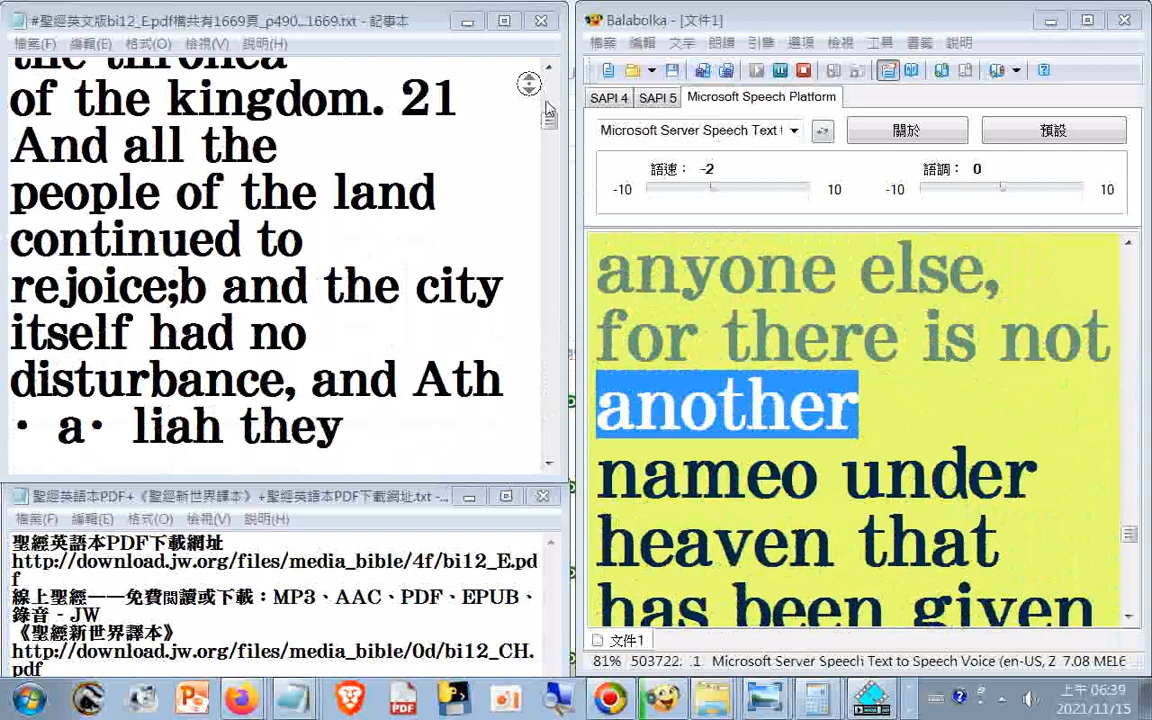 #聖經英文版bi12_E.pdf橫共有1669頁_p490,..1669.txt - 記事本
檔案(F) 編輯(E) 格式(O) 檢視(V) 說明(H)
of the kingdom. 21
And all the
people of the land
continued to
rejoice;b and the city
itself had no
disturbance, and Ath
· a· liah they
聖經英語本PDF+《聖經新世界譯本》+聖經英語本PDF下載網址.txt - ...
檔案(F) 編輯(E) 格式(O) 檢視(V) 說明(H)
聖經英語本PDF下載網址
http://download.jw.org/files/media_bible/4f/bi12_E.pd
f
線上聖經——免費閱讀或下載：MP3、AAC、PDF、EPUB、
錄音 - JW
《聖經新世界譯本》
http://download.jw.org/files/media_bible/0d/bi12_CH.
pdf
Balabolka - [文件1]
檔案 編輯 文字 朗讀 引擎 選項 檢視 工具 書籤 說明
SAPI 4 SAPI 5 Microsoft Speech Platform
Microsoft Server Speech Text 關於 預設
語速： -2 語調： 0
-10 10 -10 10
anyone else,
for there is not
another
nameo under
heaven that
has been given
文件1
81% 503722: .1 Microsoft Server Speech Text to Speech Voice (en-US, Z 7.08 ME16
PDF
上午 06:39
2021/11/15